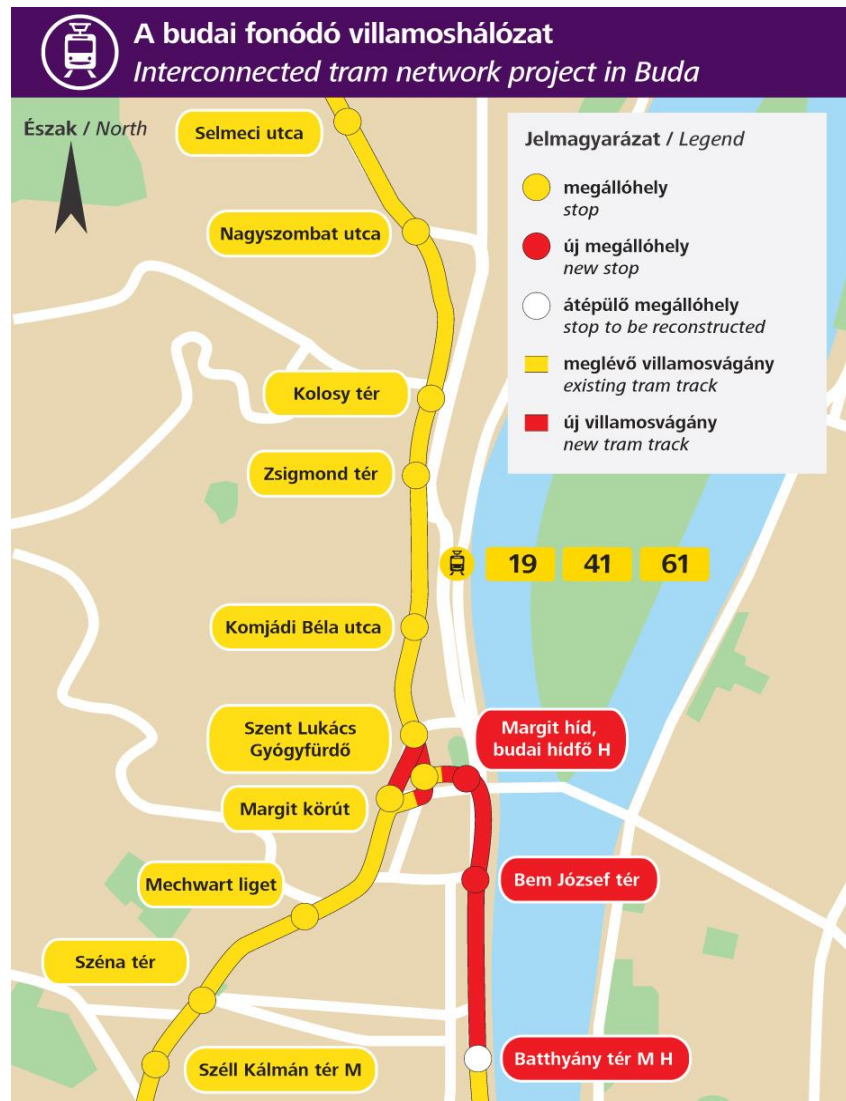 A budai fonódó villamoshálózat
Interconnected tram network project in Buda
Észak / North
Selmeci utca
Nagyszombat utca
Kolosy tér
Zsigmond tér
Komjádi Béla utca
Szent Lukács
Gyógyfürdő
Margit körút
Mechwart liget
Széna tér
Széll Kálmán tér M
Jelmagyarázat / Legend
megállóhely
stop
új megállóhely
new stop
átépülő megállóhely
stop to be reconstructed
meglévő villamosvágány
existing tram track
új villamosvágány
new tram track
19 41 61
Margit híd,
budai hídfő H
Bem József tér
Batthyány tér M H